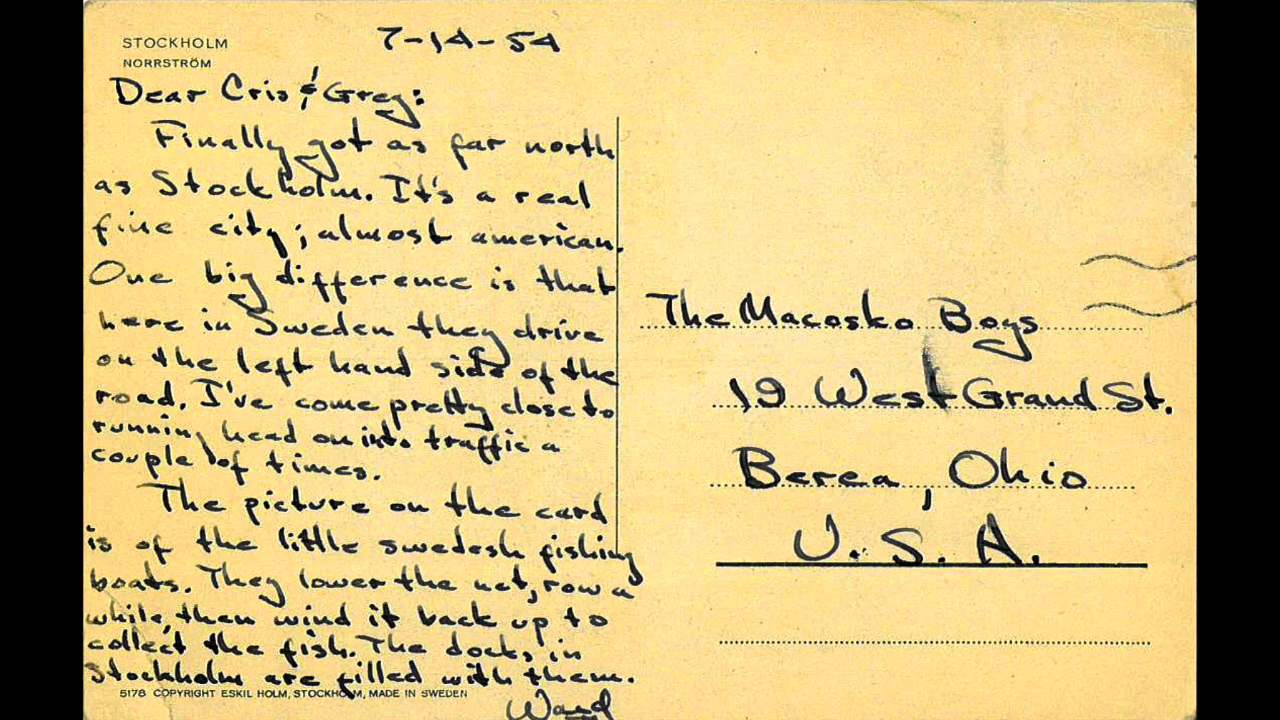 STOCKHOLM
NORRSTRÖM
7-14-54
Dear Cris & Greg:
Finally got as far north
as Stockholm. It's a real
fine city; almost american.
One big difference is that
here in Sweden they drive
on the left hand side of the
road. I've come pretty close to
running head on into traffic a
couple of times.
The picture on the card
is of the little swedesh fishing
boats. They lower the net, row a
while, then wind it back up to
collect the fish. The docks in
Stockholm are filled with them.
Ward
5178 COPYRIGHT ESKIL HOLM, STOCKHOLM, MADE IN SWEDEN
The Macosko Boys
19 West Grand St.
Berea, Ohio
U.S.A.